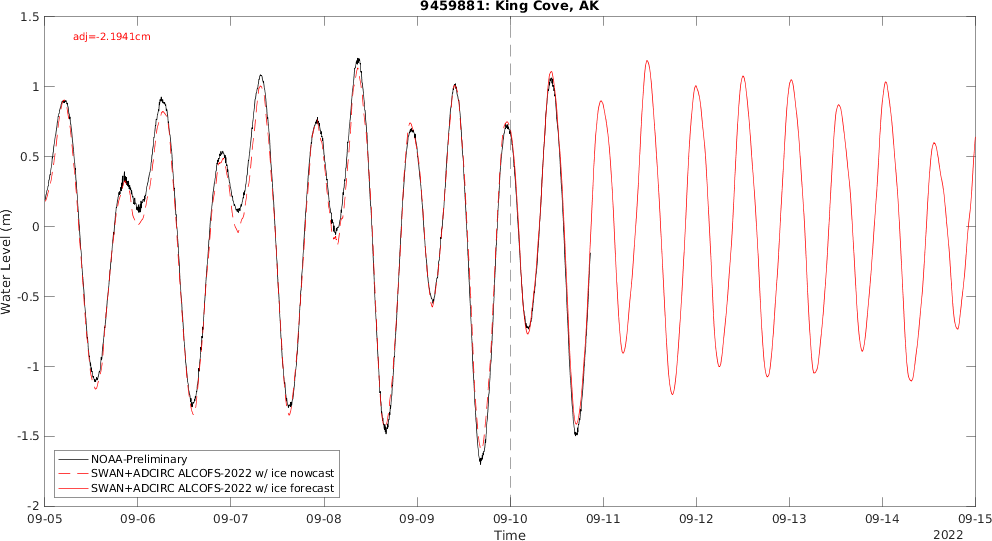 9459881: King Cove, AK
adj=-2.1941cm
1.5
1
0.5
0
-0.5
-1
-1.5
-2
Water Level (m)
NOAA-Preliminary
SWAN+ADCIRC ALCOFS-2022 w/ ice nowcast
SWAN+ADCIRC ALCOFS-2022 w/ ice forecast
09-05 09-06 09-07 09-08 09-09 09-10 09-11 09-12 09-13 09-14 09-15
Time
2022